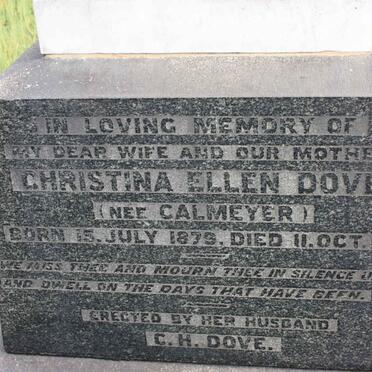 IN LOVING MEMORY OF
MY DEAR WIFE AND OUR MOTHE
CHRISTINA ELLEN DOVE
(NEE CALMEYER)
BORN 15. JULY 1879, DIED 11. OCT.
WE MISS THEE AND MOURN THEE IN SILENCE
AND DWELL ON THE DAYS THAT HAVE BEEN.
ERECTED BY HER HUSBAND
C. H. DOVE.